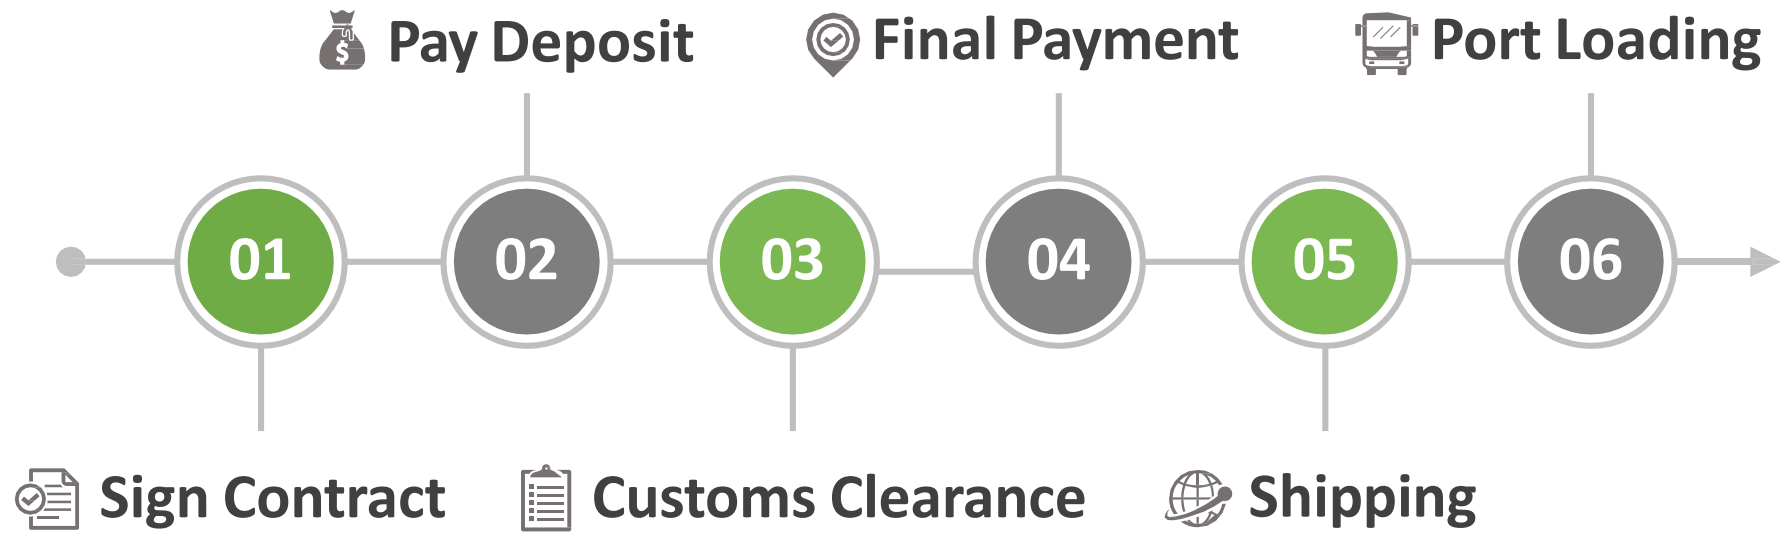 $ Pay Deposit
Final Payment
Port Loading
01
02
03
04
05
06
Sign Contract
Customs Clearance
Shipping